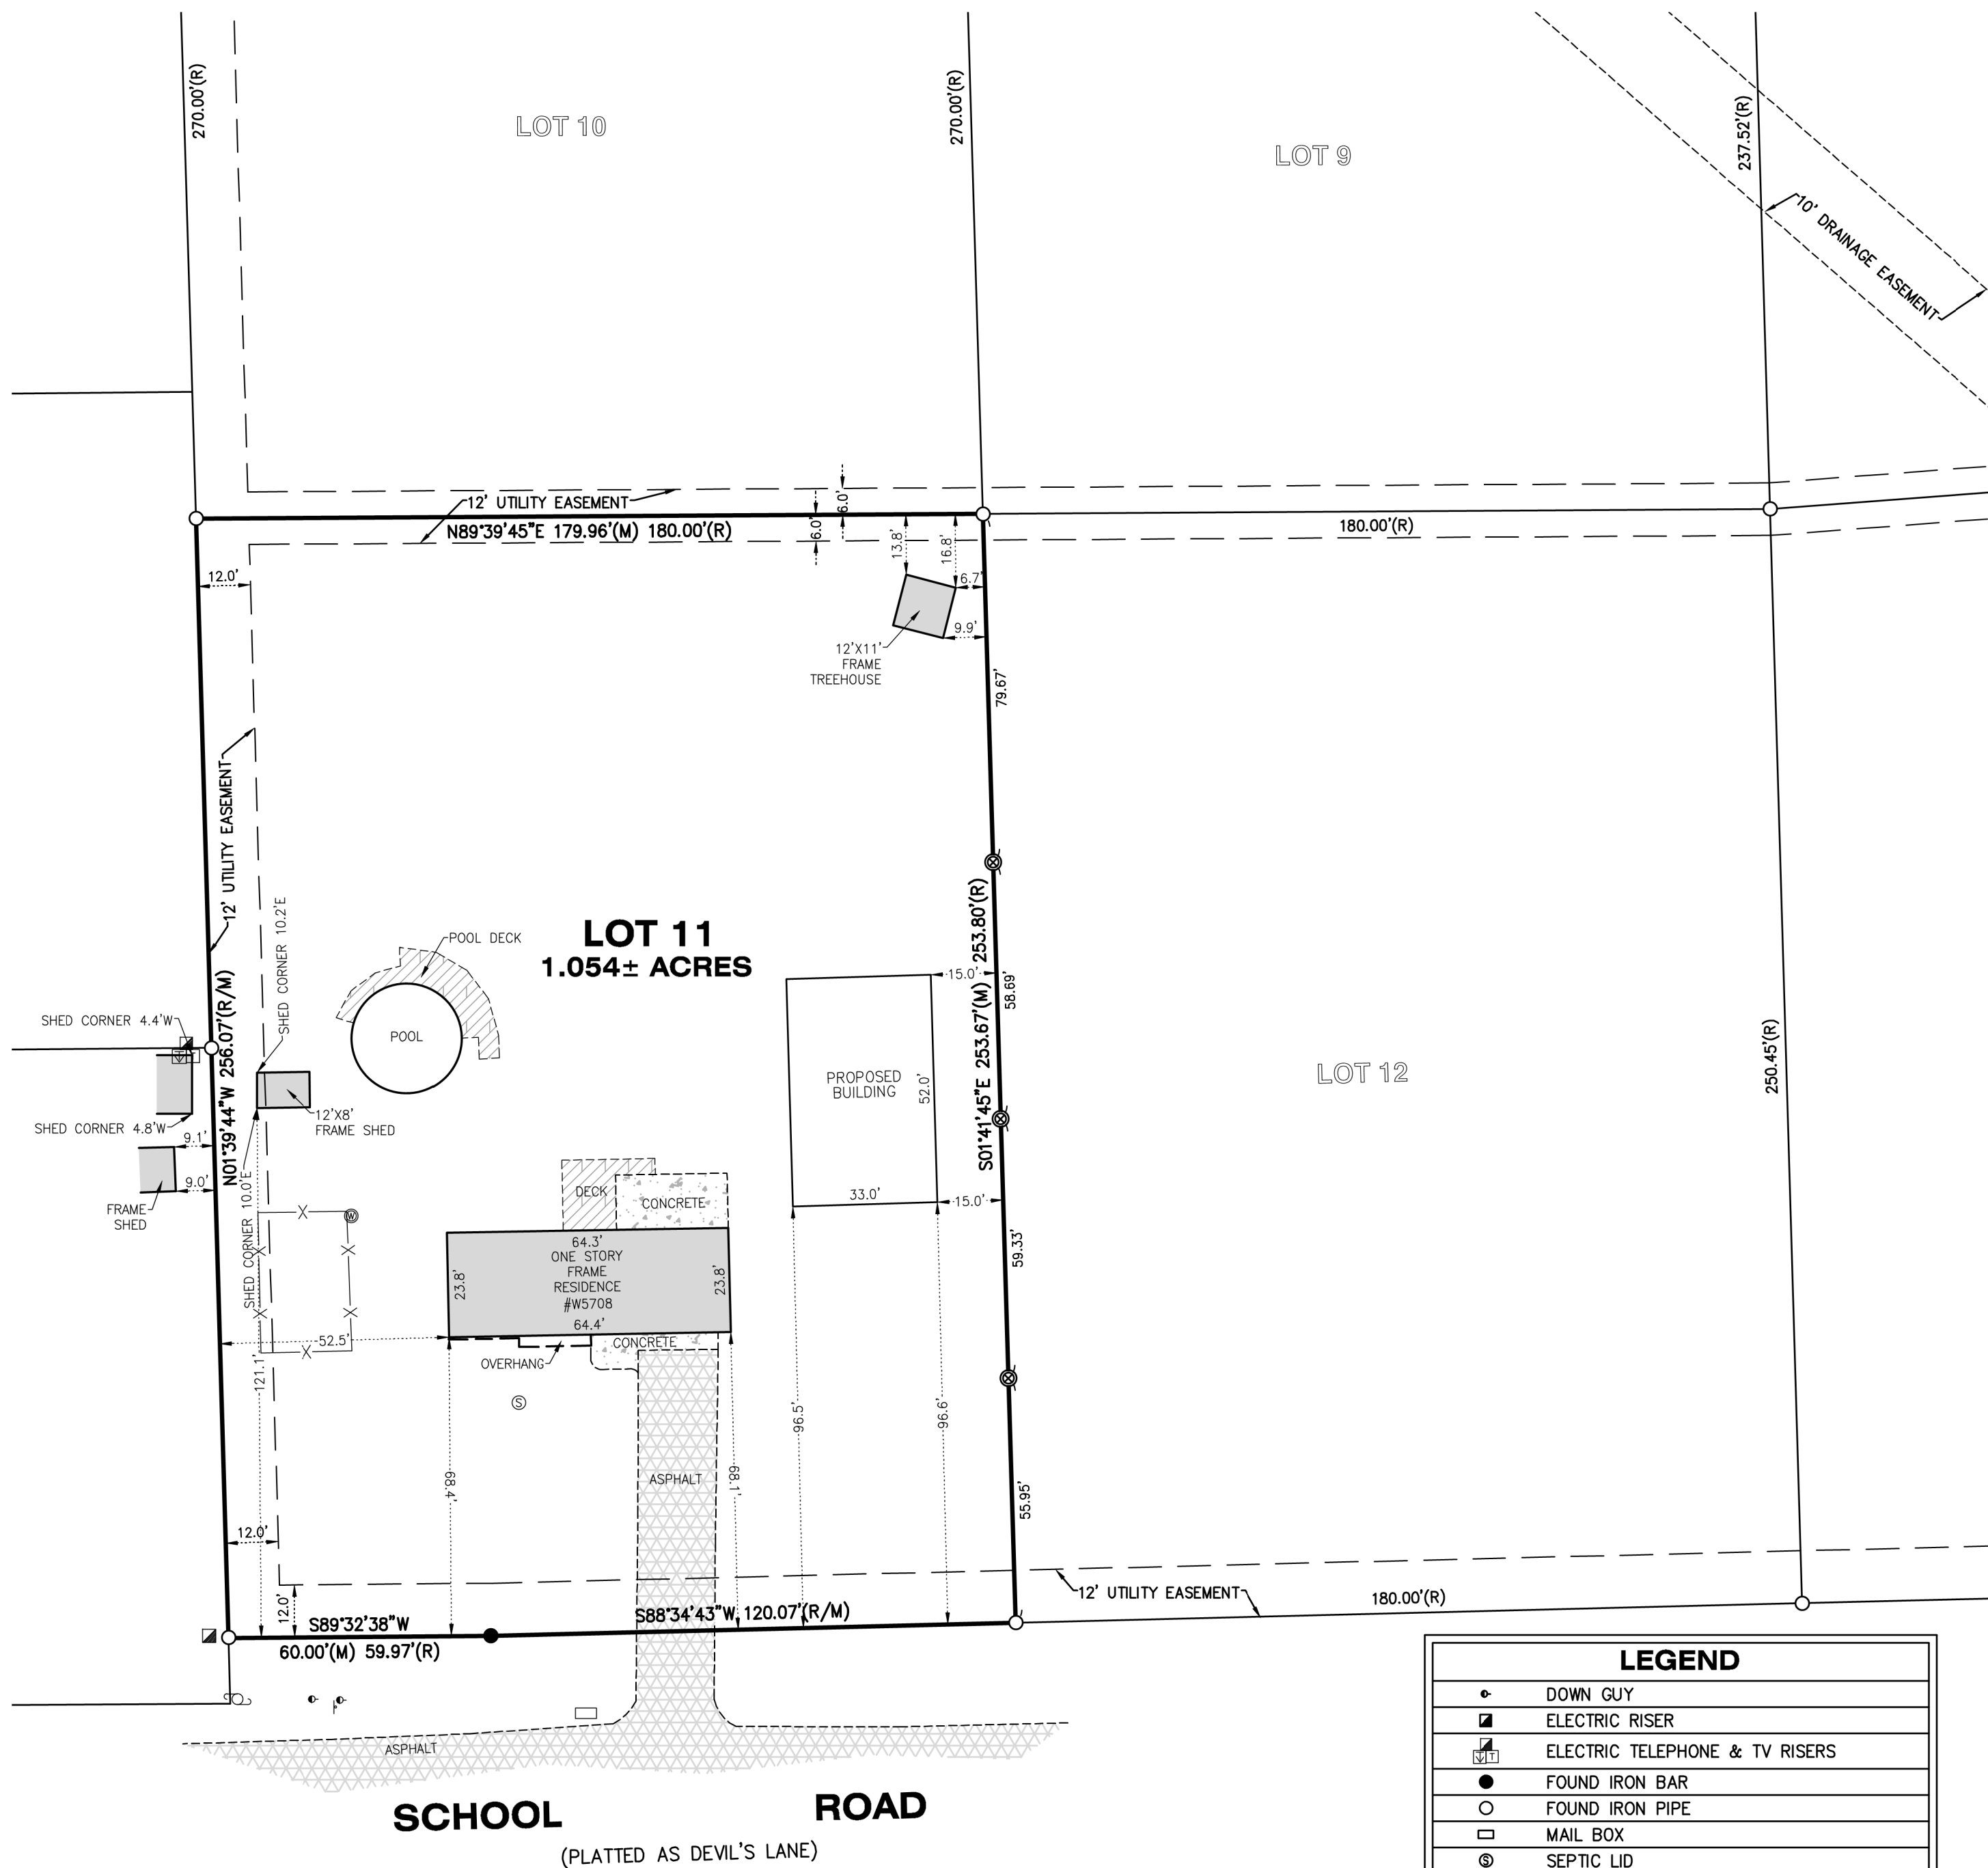 270.00'(R)
270.00'(R)
237.52'(R)
LOT 10
LOT 9
10' DRAINAGE EASEMENT
12' UTILITY EASEMENT
6.0'
6.0'
N89°39'45"E 179.96'(M) 180.00'(R)
180.00'(R)
13.8'
16.8'
12.0'
6.7'
9.9'
12'X11'
FRAME
TREEHOUSE
79.67'
12' UTILITY EASEMENT
SHED CORNER 10.2'E
POOL DECK
LOT 11
1.054± ACRES
S01°41'45"E 253.67'(M) 253.80'(R)
15.0'
58.69'
N01°39'44"W 256.07'(R/M)
SHED CORNER 4.4'W
T
POOL
PROPOSED
BUILDING
52.0'
LOT 12
250.45'(R)
12'X8'
FRAME SHED
SHED CORNER 4.8'W
9.1'
9.0'
FRAME
SHED
SHED CORNER 10.0'E
W
DECK
CONCRETE
33.0'
15.0'
59.33'
64.3'
ONE STORY
FRAME
RESIDENCE
#W5708
64.4'
23.8'
23.8'
52.5'
OVERHANG
CONCRETE
121.1'
S
68.4'
ASPHALT
68.1'
96.5'
96.6'
55.95'
12.0'
12.0'
12' UTILITY EASEMENT
180.00'(R)
S89°32'38"W
60.00'(M) 59.97'(R)
S88°34'43"W 120.07'(R/M)
ASPHALT
SCHOOL ROAD
(PLATTED AS DEVIL'S LANE)
LEGEND
DOWN GUY
ELECTRIC RISER
T ELECTRIC TELEPHONE & TV RISERS
FOUND IRON BAR
FOUND IRON PIPE
MAIL BOX
S SEPTIC LID